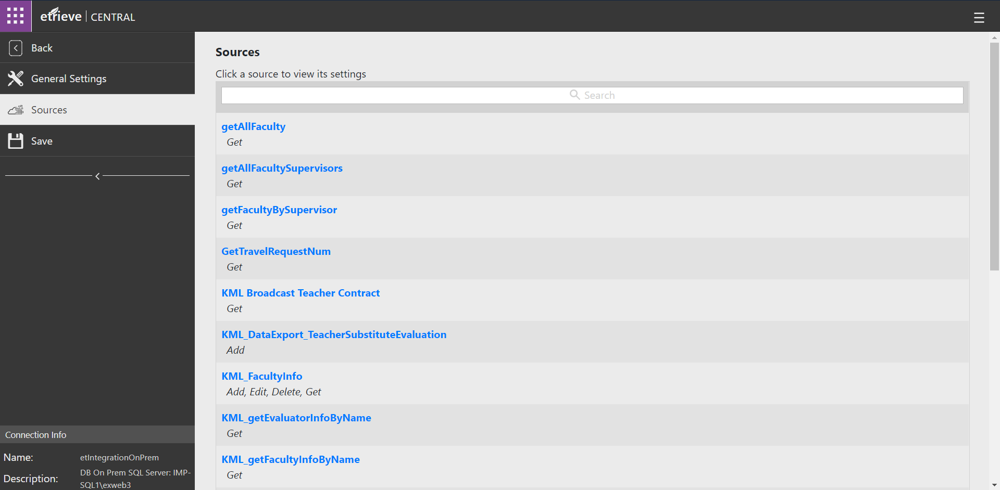 etrieve | CENTRAL
Back
General Settings
Sources
Save
Connection Info
Name: etIntegrationOnPrem
Description: DB On Prem SQL Server: IMP-
SQL1\exweb3
Sources
Click a source to view its settings
Search
getAllFaculty
Get
getAllFacultySupervisors
Get
getFacultyBySupervisor
Get
GetTravelRequestNum
Get
KML Broadcast Teacher Contract
Get
KML_DataExport_TeacherSubstituteEvaluation
Add
KML_FacultyInfo
Add, Edit, Delete, Get
KML_getEvaluatorInfoByName
Get
KML_getFacultyInfoByName
Get